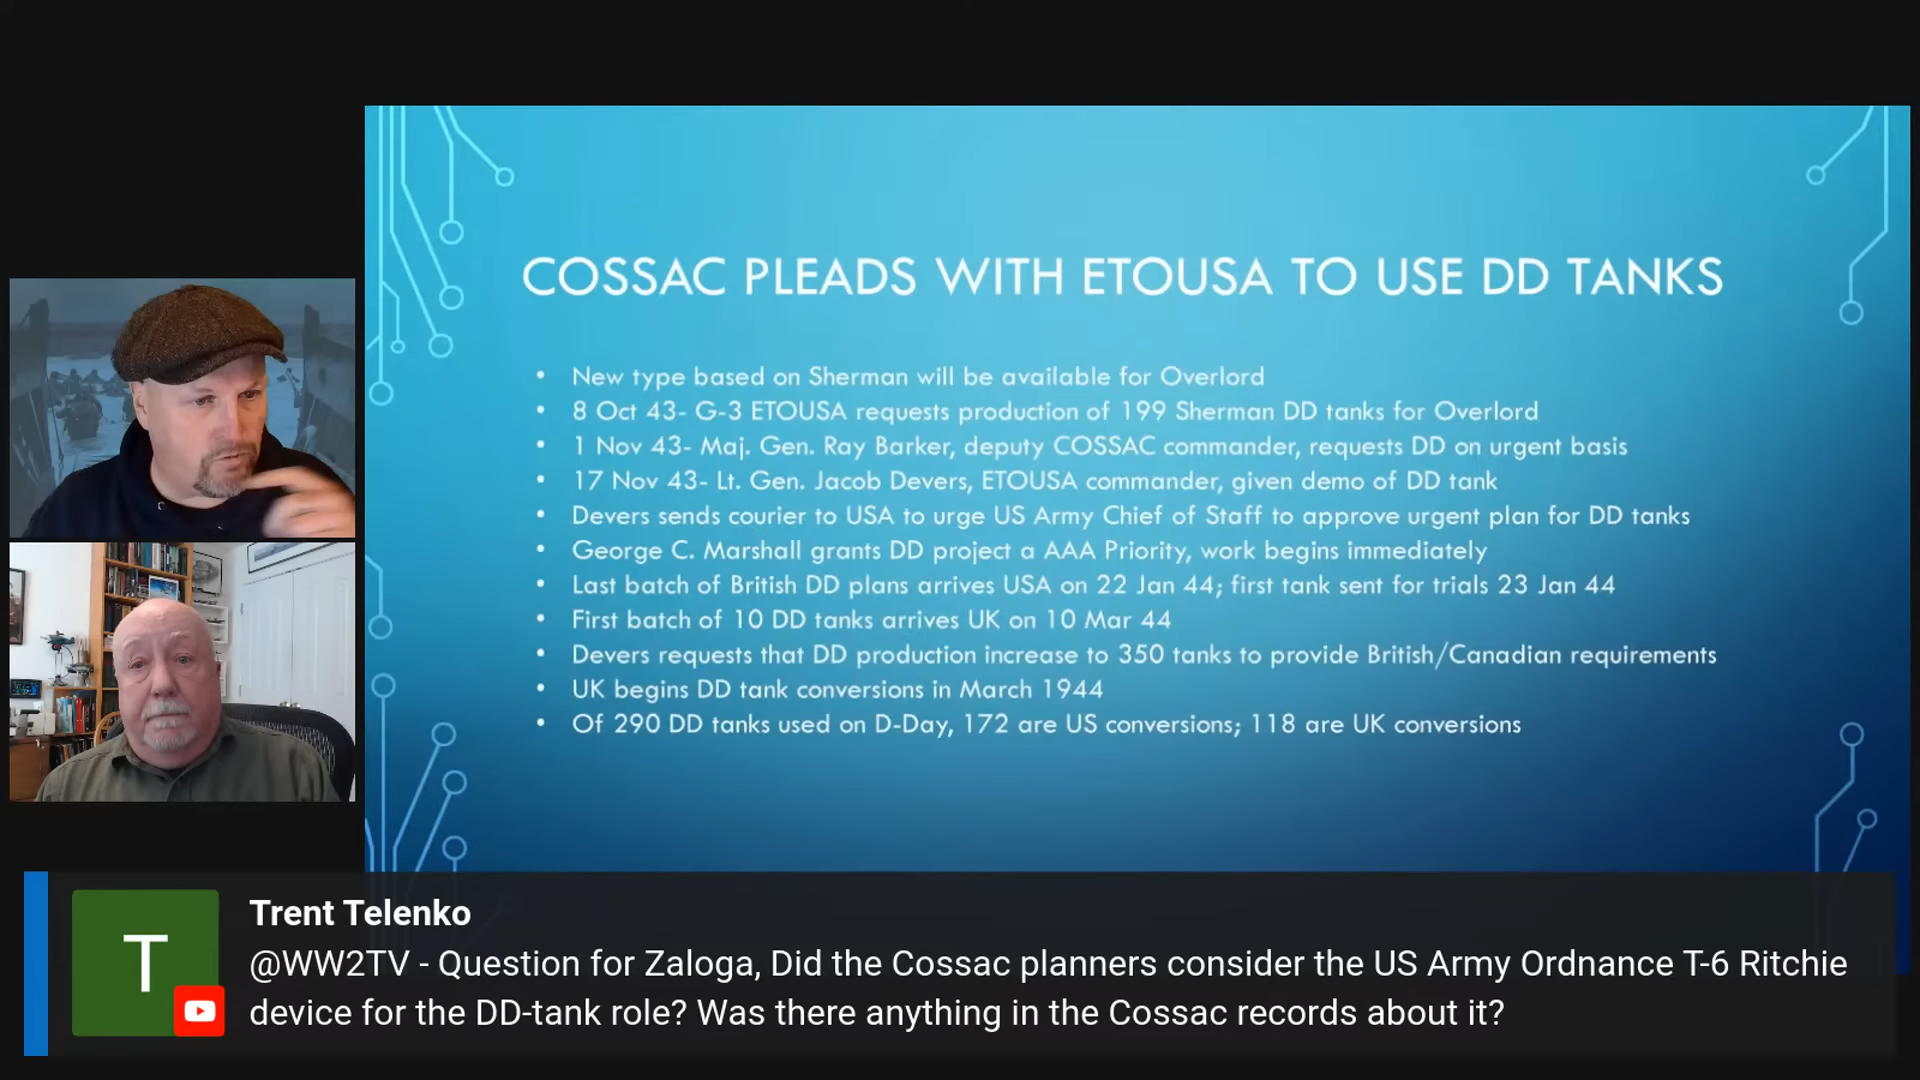 COSSAC PLEADS WITH ETOUSA TO USE DD TANKS
• New type based on Sherman will be available for Overlord
• 8 Oct 43- G-3 ETOUSA requests production of 199 Sherman DD tanks for Overlord
• 1 Nov 43- Maj. Gen. Ray Barker, deputy COSSAC commander, requests DD on urgent basis
• 17 Nov 43- Lt. Gen. Jacob Devers, ETOUSA commander, given demo of DD tank
• Devers sends courier to USA to urge US Army Chief of Staff to approve urgent plan for DD tanks
• George C. Marshall grants DD project a AAA Priority, work begins immediately
• Last batch of British DD plans arrives USA on 22 Jan 44; first tank sent for trials 23 Jan 44
• First batch of 10 DD tanks arrives UK on 10 Mar 44
• Devers requests that DD production increase to 350 tanks to provide British/Canadian requirements
• UK begins DD tank conversions in March 1944
• Of 290 DD tanks used on D-Day, 172 are US conversions; 118 are UK conversions
T
Trent Telenko
@WW2TV - Question for Zaloga, Did the Cossac planners consider the US Army Ordnance T-6 Ritchie
device for the DD-tank role? Was there anything in the Cossac records about it?